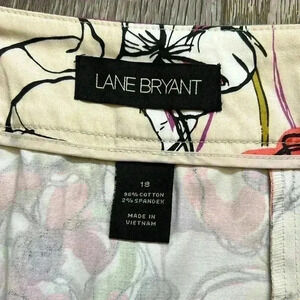 LANE BRYANT
18
98% COTTON
2% SPANDEX
MADE IN
VIETNAM